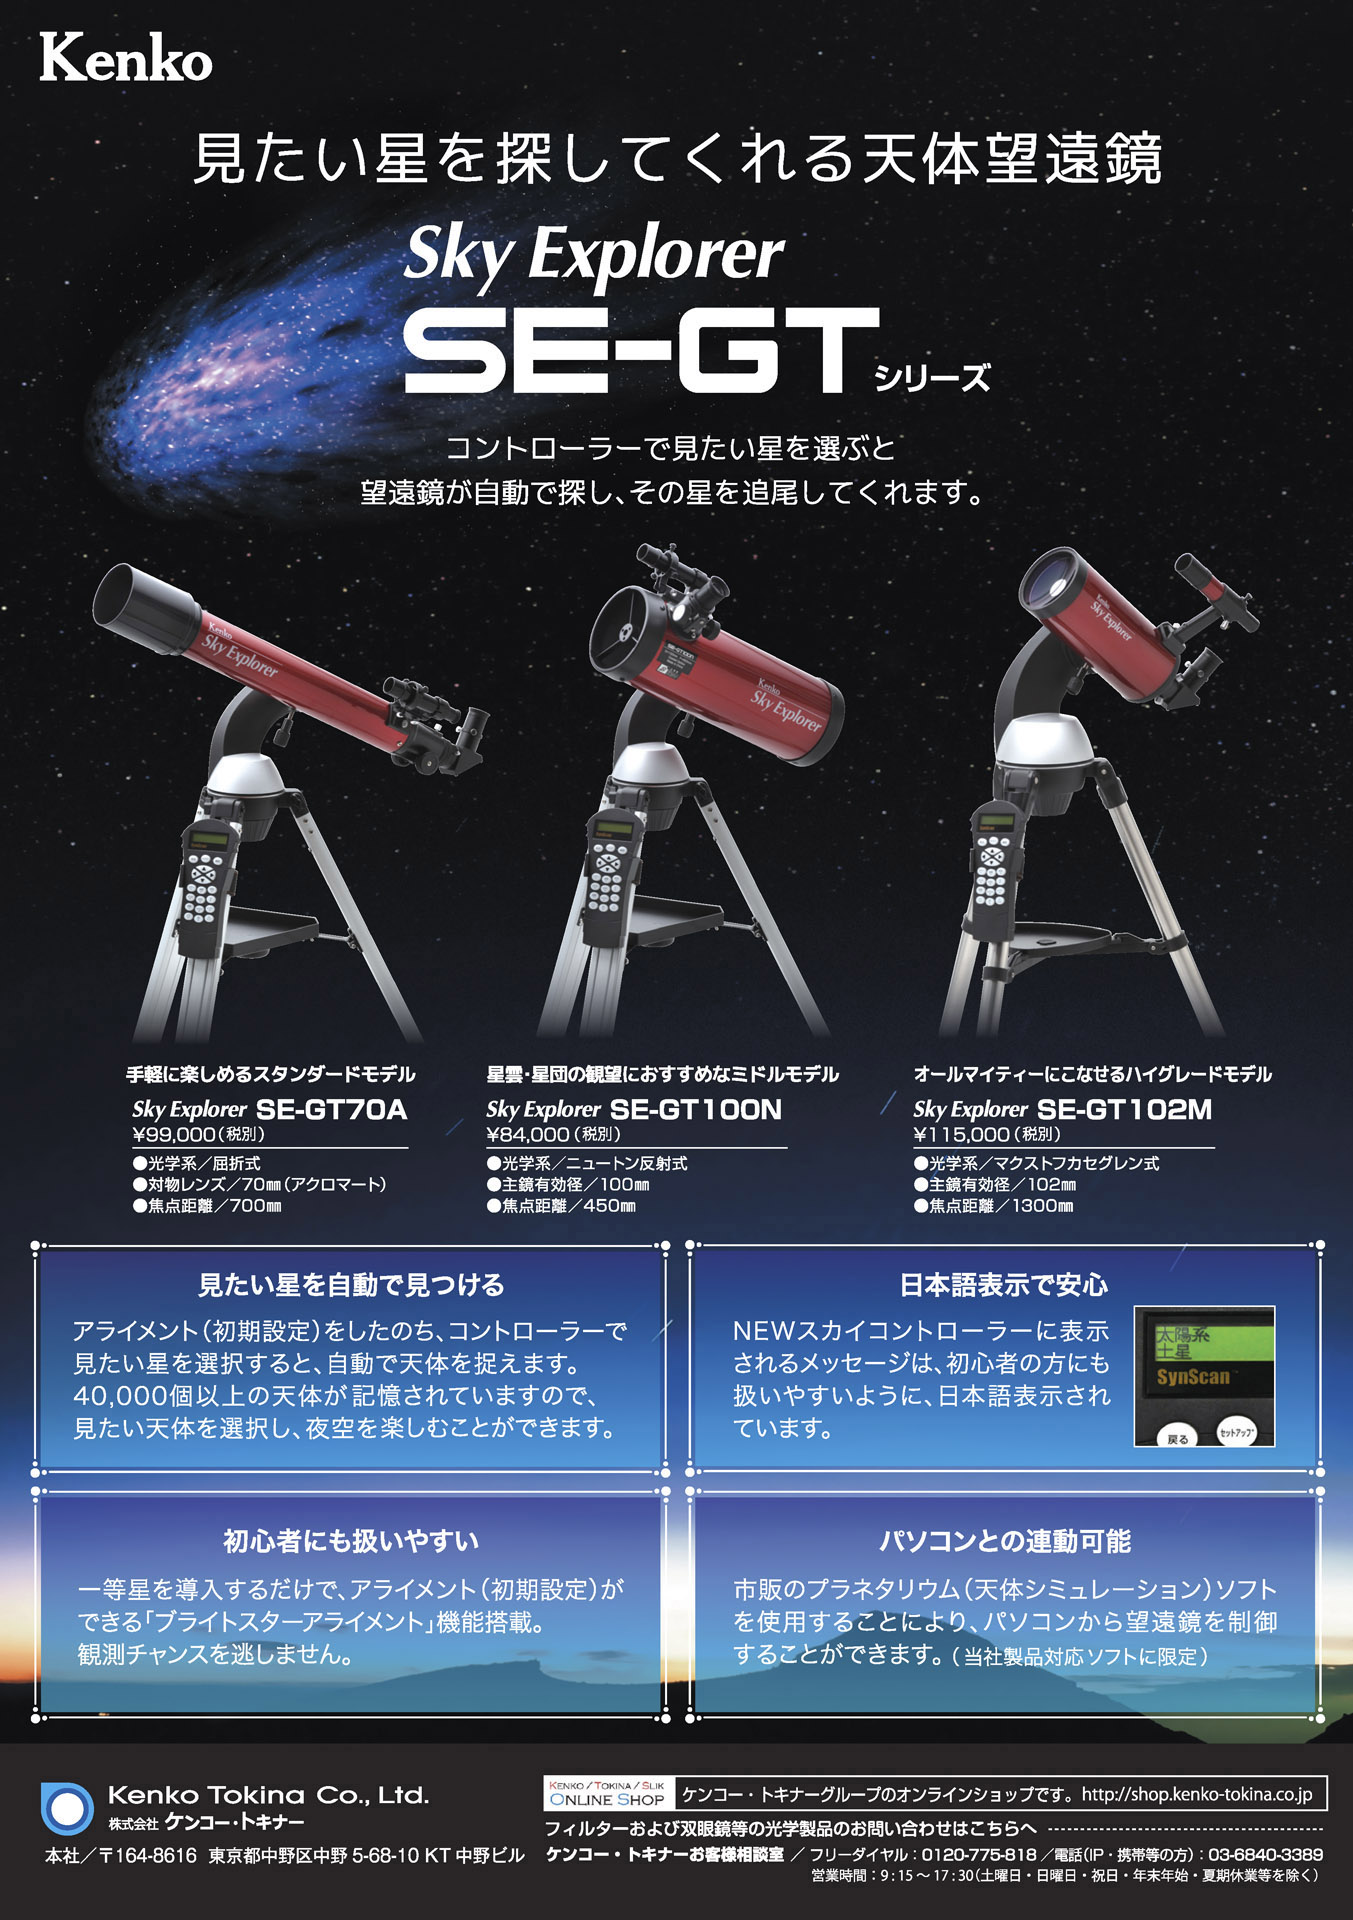 Kenko
見たい星を探してくれる天体望遠鏡
Sky Explorer
SE-GTシリーズ
コントローラーで見たい星を選ぶと
望遠鏡が自動で探し、その星を追尾してくれます。
Kenko
Sky Explorer
Kenko
Sky Explorer
Kenko
Sky Explorer
手軽に楽しめるスタンダードモデル
Sky Explorer SE-GT70A
¥99,000（税別）
●光学系／屈折式
●対物レンズ／70㎜（アクロマート）
●焦点距離／700㎜
星雲・星団の観望におすすめなミドルモデル
Sky Explorer SE-GT100N
¥84,000（税別）
●光学系／ニュートン反射式
●主鏡有効径／100㎜
●焦点距離／450㎜
オールマイティーにこなせるハイグレードモデル
Sky Explorer SE-GT102M
¥115,000（税別）
●光学系／マクストフカセグレン式
●主鏡有効径／102㎜
●焦点距離／1300㎜
見たい星を自動で見つける
アライメント（初期設定）をしたのち、コントローラーで
見たい星を選択すると、自動で天体を捉えます。
40,000個以上の天体が記憶されていますので、
見たい天体を選択し、夜空を楽しむことができます。
日本語表示で安心
NEWスカイコントローラーに表示
されるメッセージは、初心者の方にも
扱いやすいように、日本語表示され
ています。
太陽系
土星
SynScan™
戻る
セットアップ
初心者にも扱いやすい
一等星を導入するだけで、アライメント（初期設定）が
できる「ブライトスターアライメント」機能搭載。
観測チャンスを逃しません。
パソコンとの連動可能
市販のプラネタリウム（天体シミュレーション）ソフト
を使用することにより、パソコンから望遠鏡を制御
することができます。（当社製品対応ソフトに限定）
Kenko Tokina Co., Ltd.
株式会社 ケンコー・トキナー
本社／〒164-8616 東京都中野区中野 5-68-10 KT 中野ビル
KENKO / TOKINA / SLIK
ONLINE SHOP
ケンコー・トキナーグループのオンラインショップです。http://shop.kenko-tokina.co.jp
フィルターおよび双眼鏡等の光学製品のお問い合わせはこちらへ
ケンコー・トキナーお客様相談室 ／ フリーダイヤル：0120-775-818 ／電話（IP・携帯等の方）：03-6840-3389
営業時間：9：15 〜 17：30（土曜日・日曜日・祝日・年末年始・夏期休業等を除く）